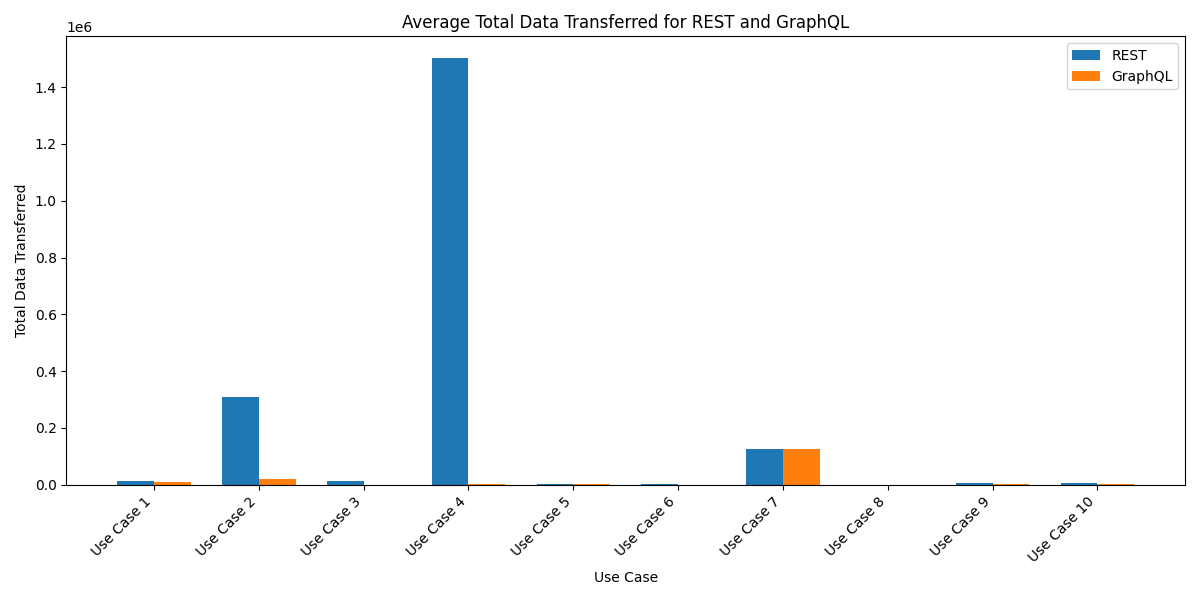 Average Total Data Transferred for REST and GraphQL
1e6
REST
GraphQL
1.4
1.2
1.0
0.8
0.6
0.4
0.2
0.0
Total Data Transferred
Use Case 1
Use Case 2
Use Case 3
Use Case 4
Use Case 5
Use Case 6
Use Case 7
Use Case 8
Use Case 9
Use Case 10
Use Case